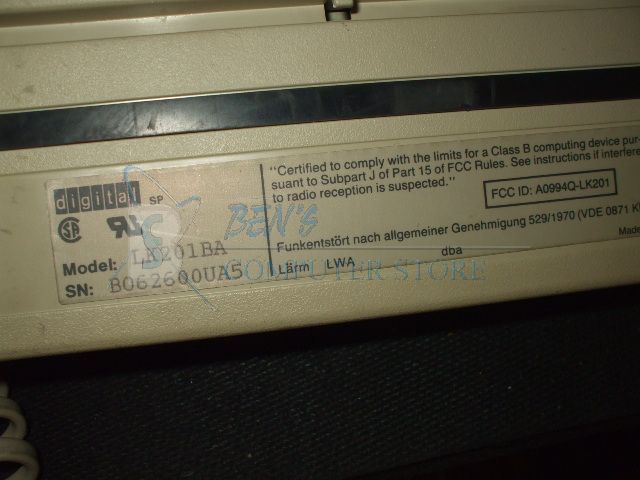 digital SP
Model: LK201BA
SN: B062600UA5
"Certified to comply with the limits for a Class B computing device pur-
suant to Subpart J of Part 15 of FCC Rules. See instructions if interfere
to radio reception is suspected."
FCC ID: A0994Q-LK201
Funkentstört nach allgemeiner Genehmigung 529/1970 (VDE 0871 K
Made
Lärm LWA dba
BEN'S
COMPUTER STORE